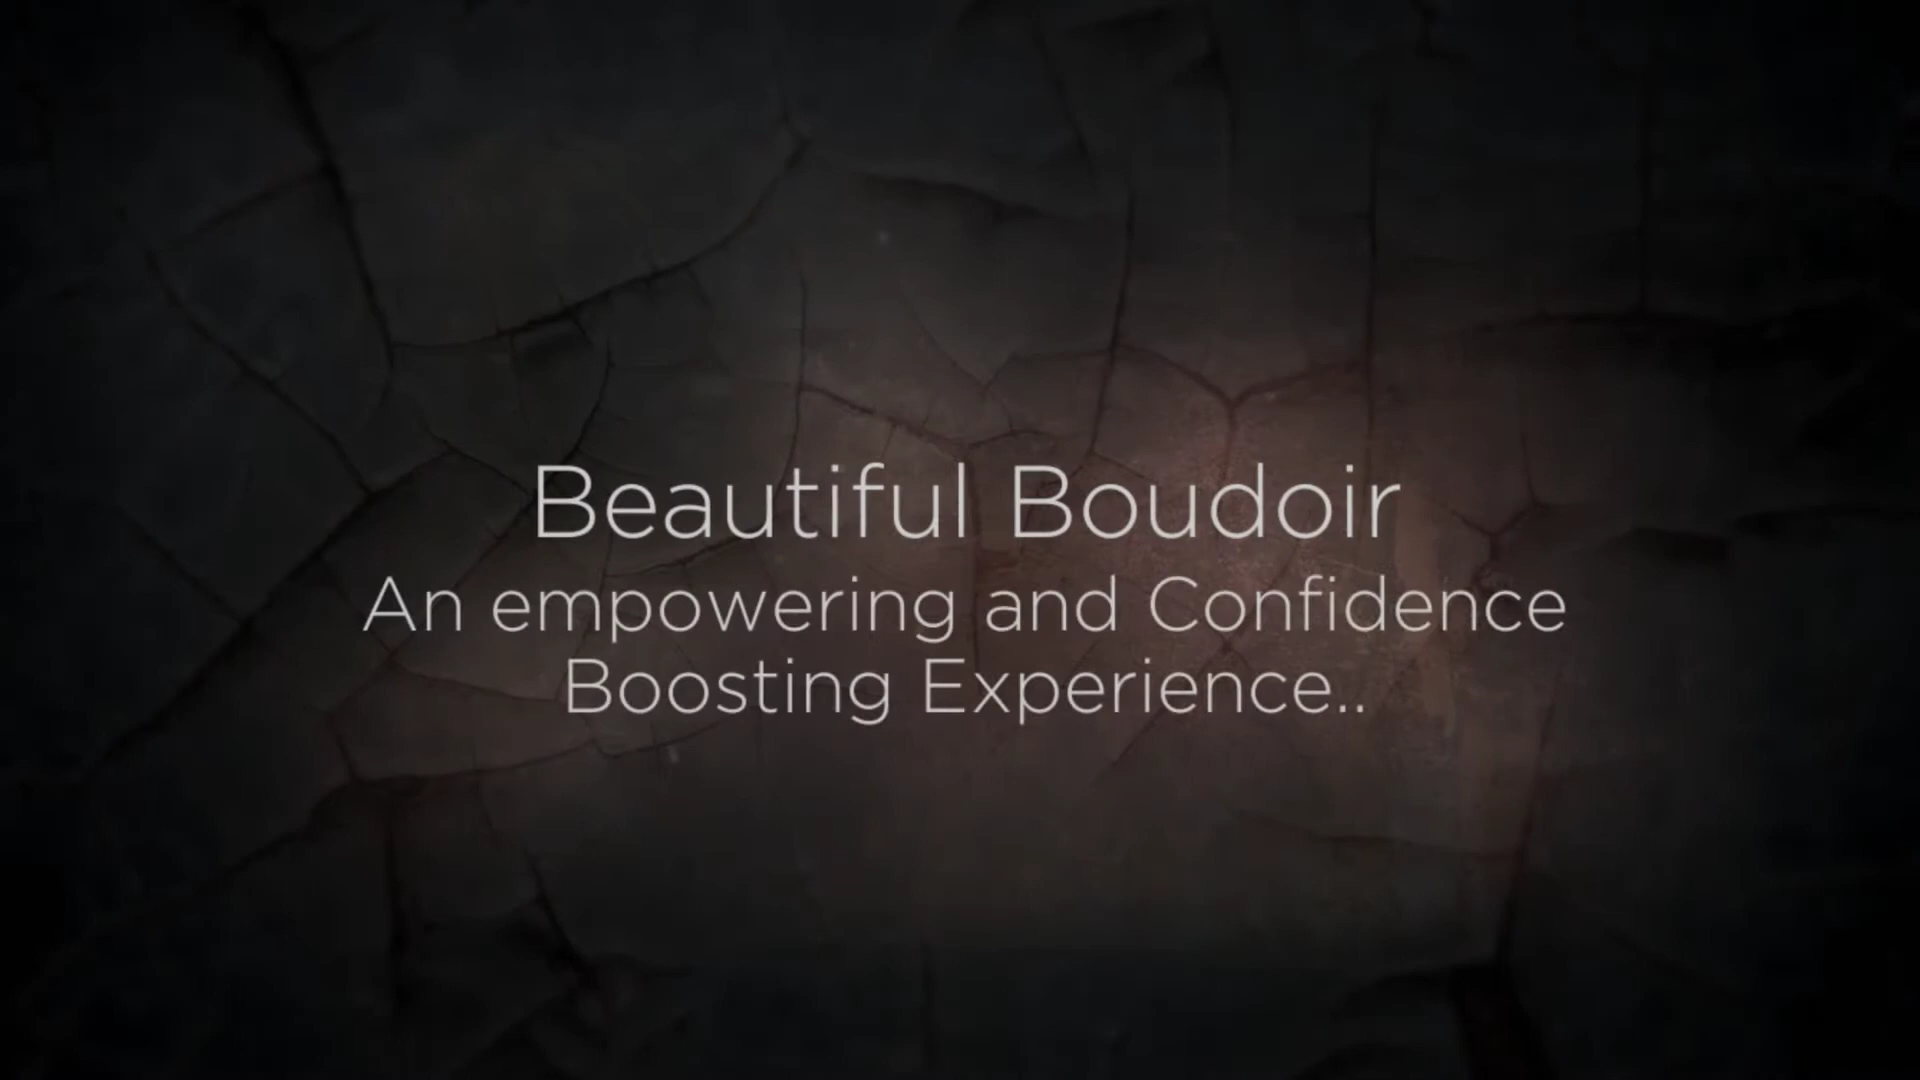 Beautiful Boudoir
An empowering and Confidence
Boosting Experience..